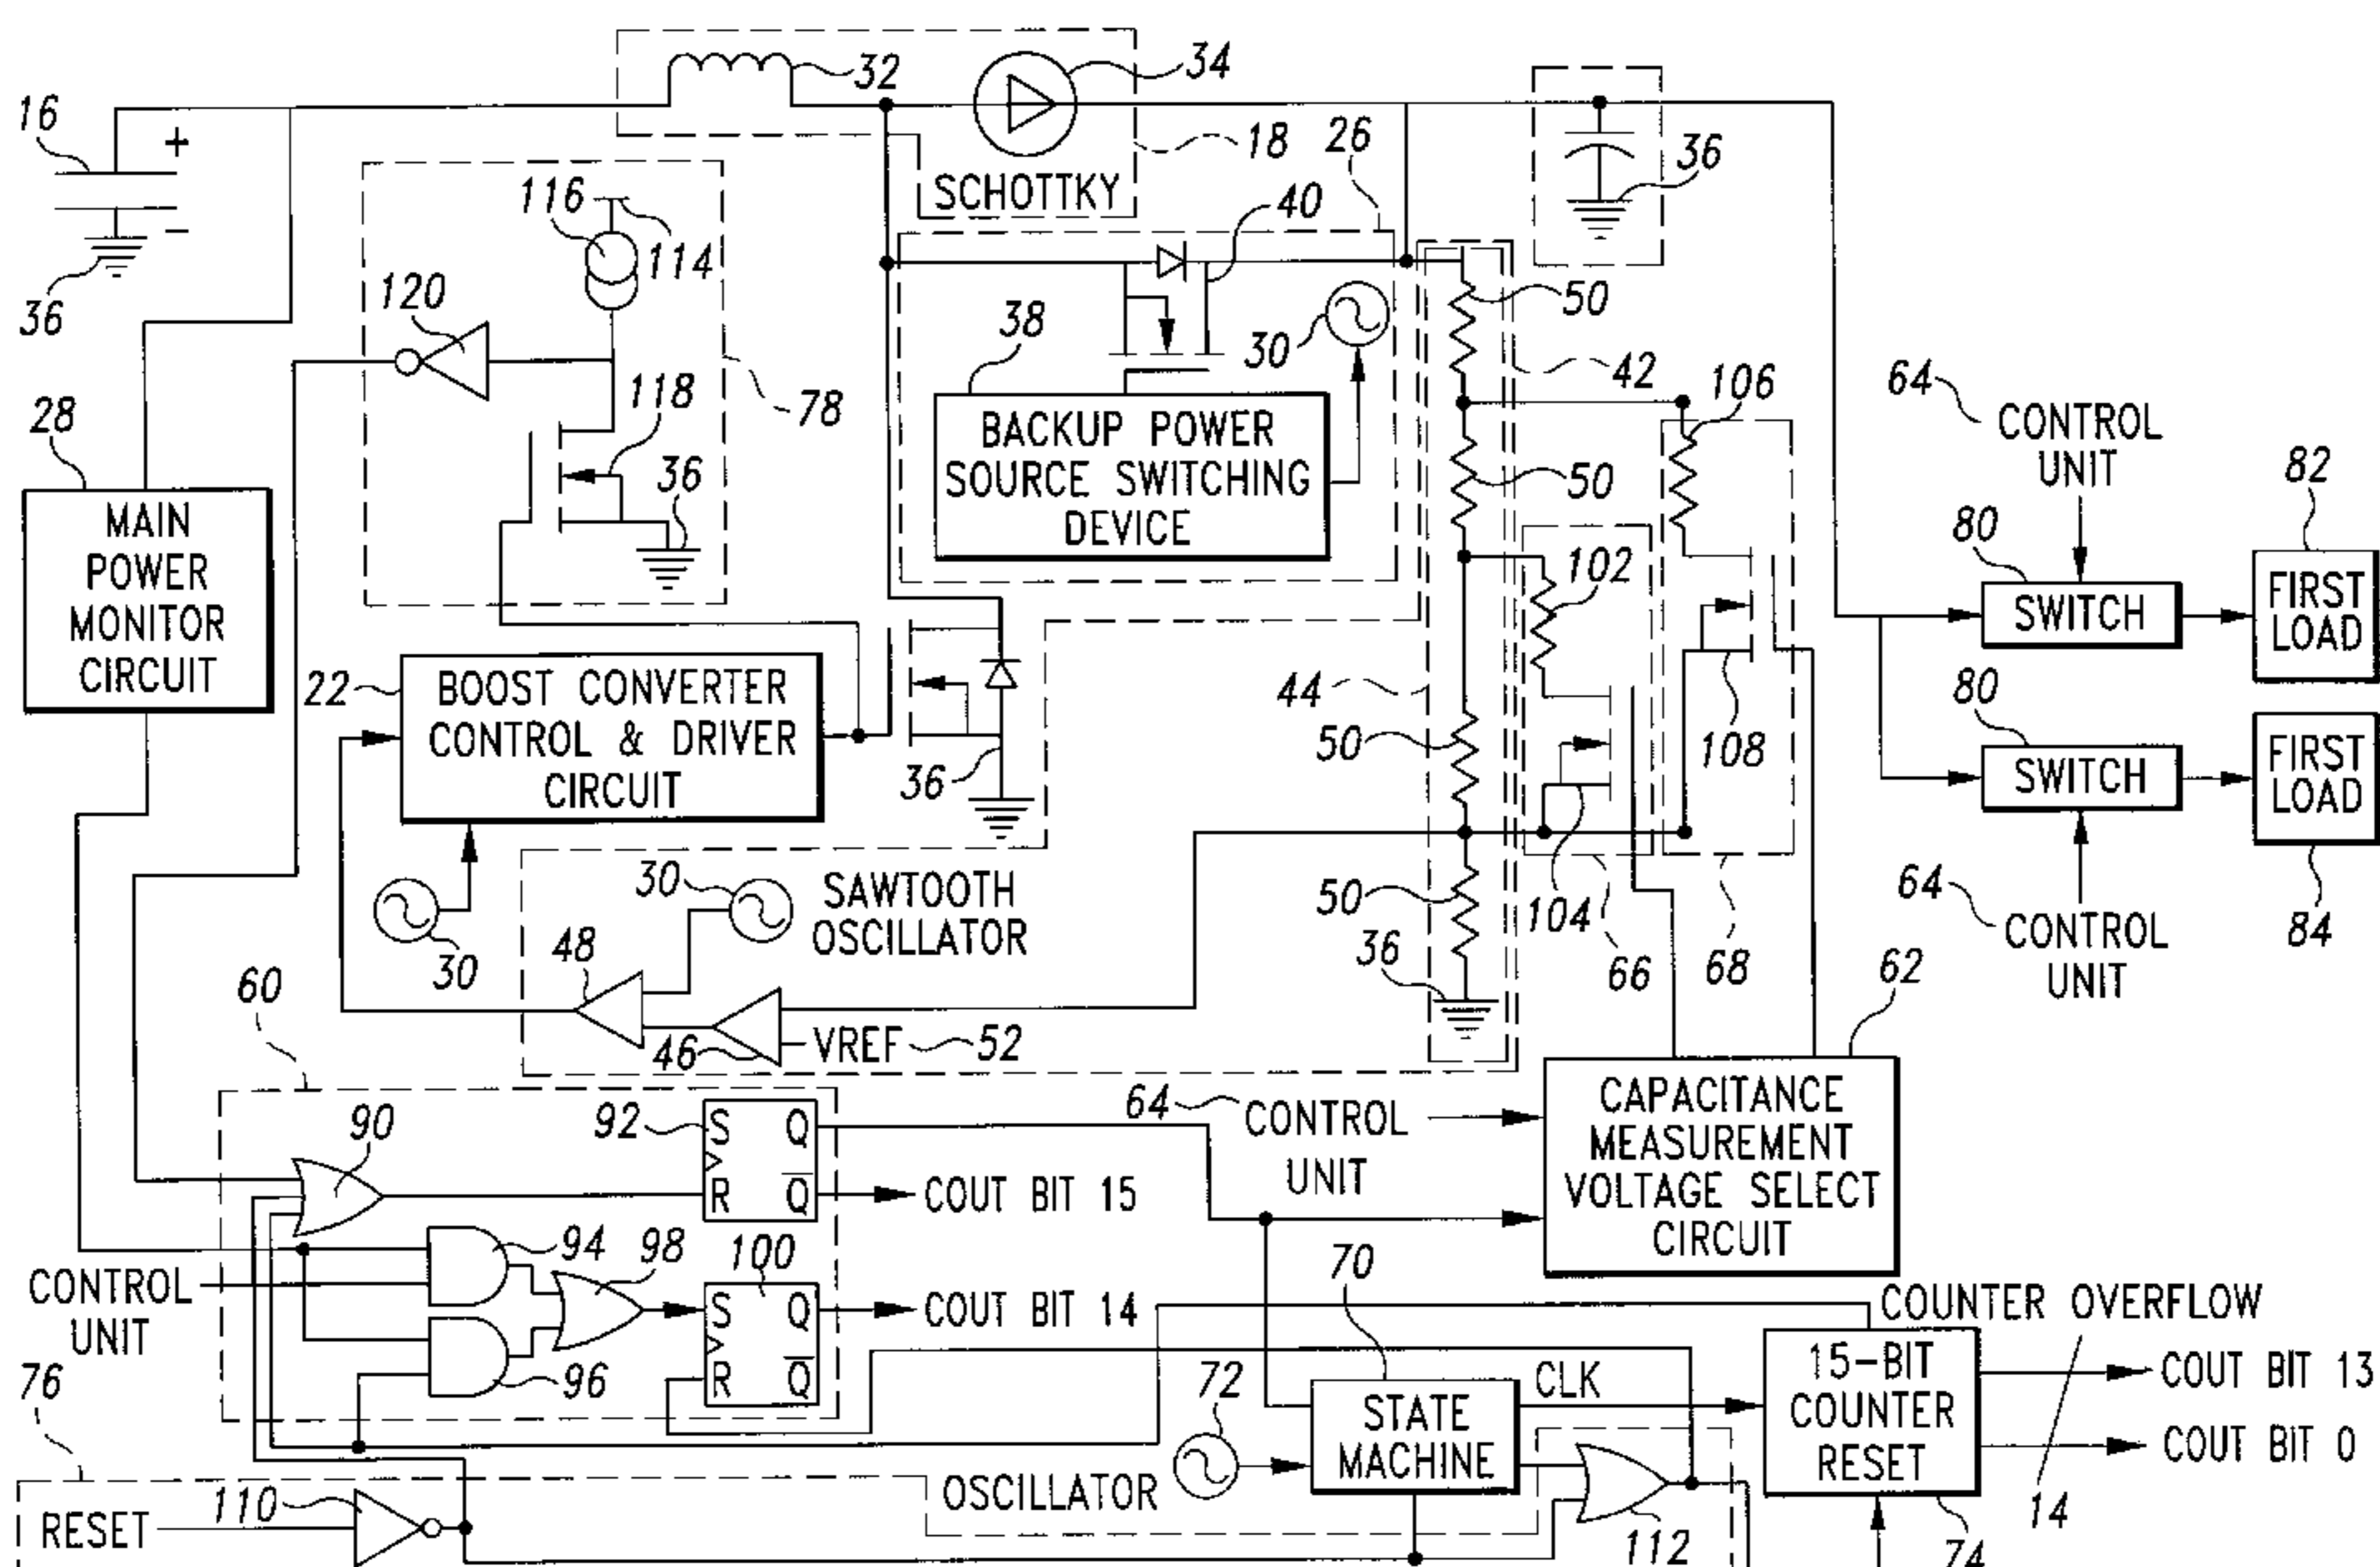 32
34
16
+
−
36
18
26
36
SCHOTTKY
116
114
40
120
38
30
50
42
118
78
36
28
BACKUP POWER
SOURCE SWITCHING
DEVICE
50
106
64
CONTROL
UNIT
82
80
SWITCH
FIRST
LOAD
MAIN
POWER
MONITOR
CIRCUIT
102
22
BOOST CONVERTER
CONTROL & DRIVER
CIRCUIT
36
44
50
108
80
SWITCH
FIRST
LOAD
84
64
CONTROL
UNIT
30
30
SAWTOOTH
OSCILLATOR
50
104
36
66
68
62
48
46
VREF
52
60
90
92
S
Q
R
Q
COUT BIT 15
64
CONTROL
UNIT
CAPACITANCE
MEASUREMENT
VOLTAGE SELECT
CIRCUIT
94
98
100
CONTROL
UNIT
S
Q
R
Q
COUT BIT 14
96
70
72
STATE
MACHINE
CLK
COUNTER OVERFLOW
15-BIT
COUNTER
RESET
COUT BIT 13
COUT BIT 0
14
74
76
OSCILLATOR
RESET
110
112
36